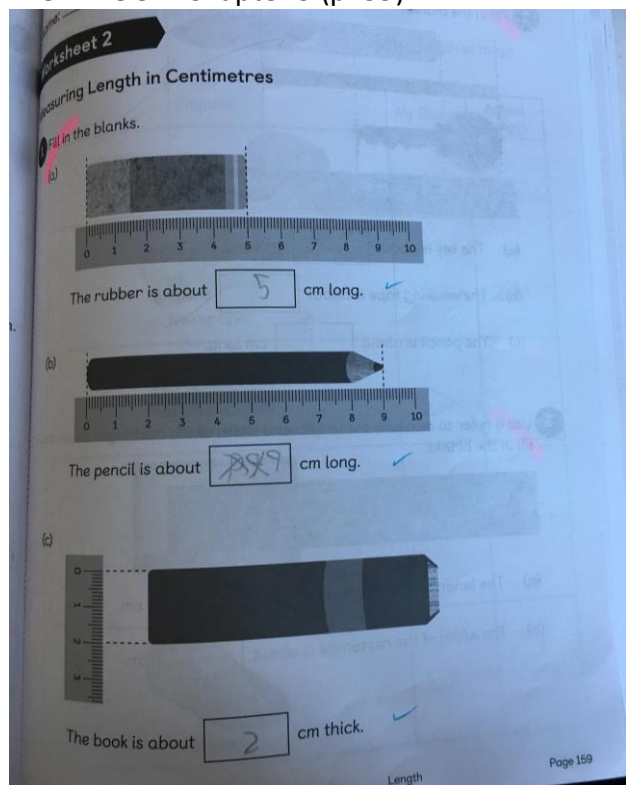 Worksheet 2
Measuring Length in Centimetres
Fill in the blanks.
(a)
0 1 2 3 4 5 6 7 8 9 10
The rubber is about 5 cm long.
(b)
0 1 2 3 4 5 6 7 8 9 10
The pencil is about 9 cm long.
(c)
0 1 2 3
The book is about 2 cm thick.
Length
Page 159